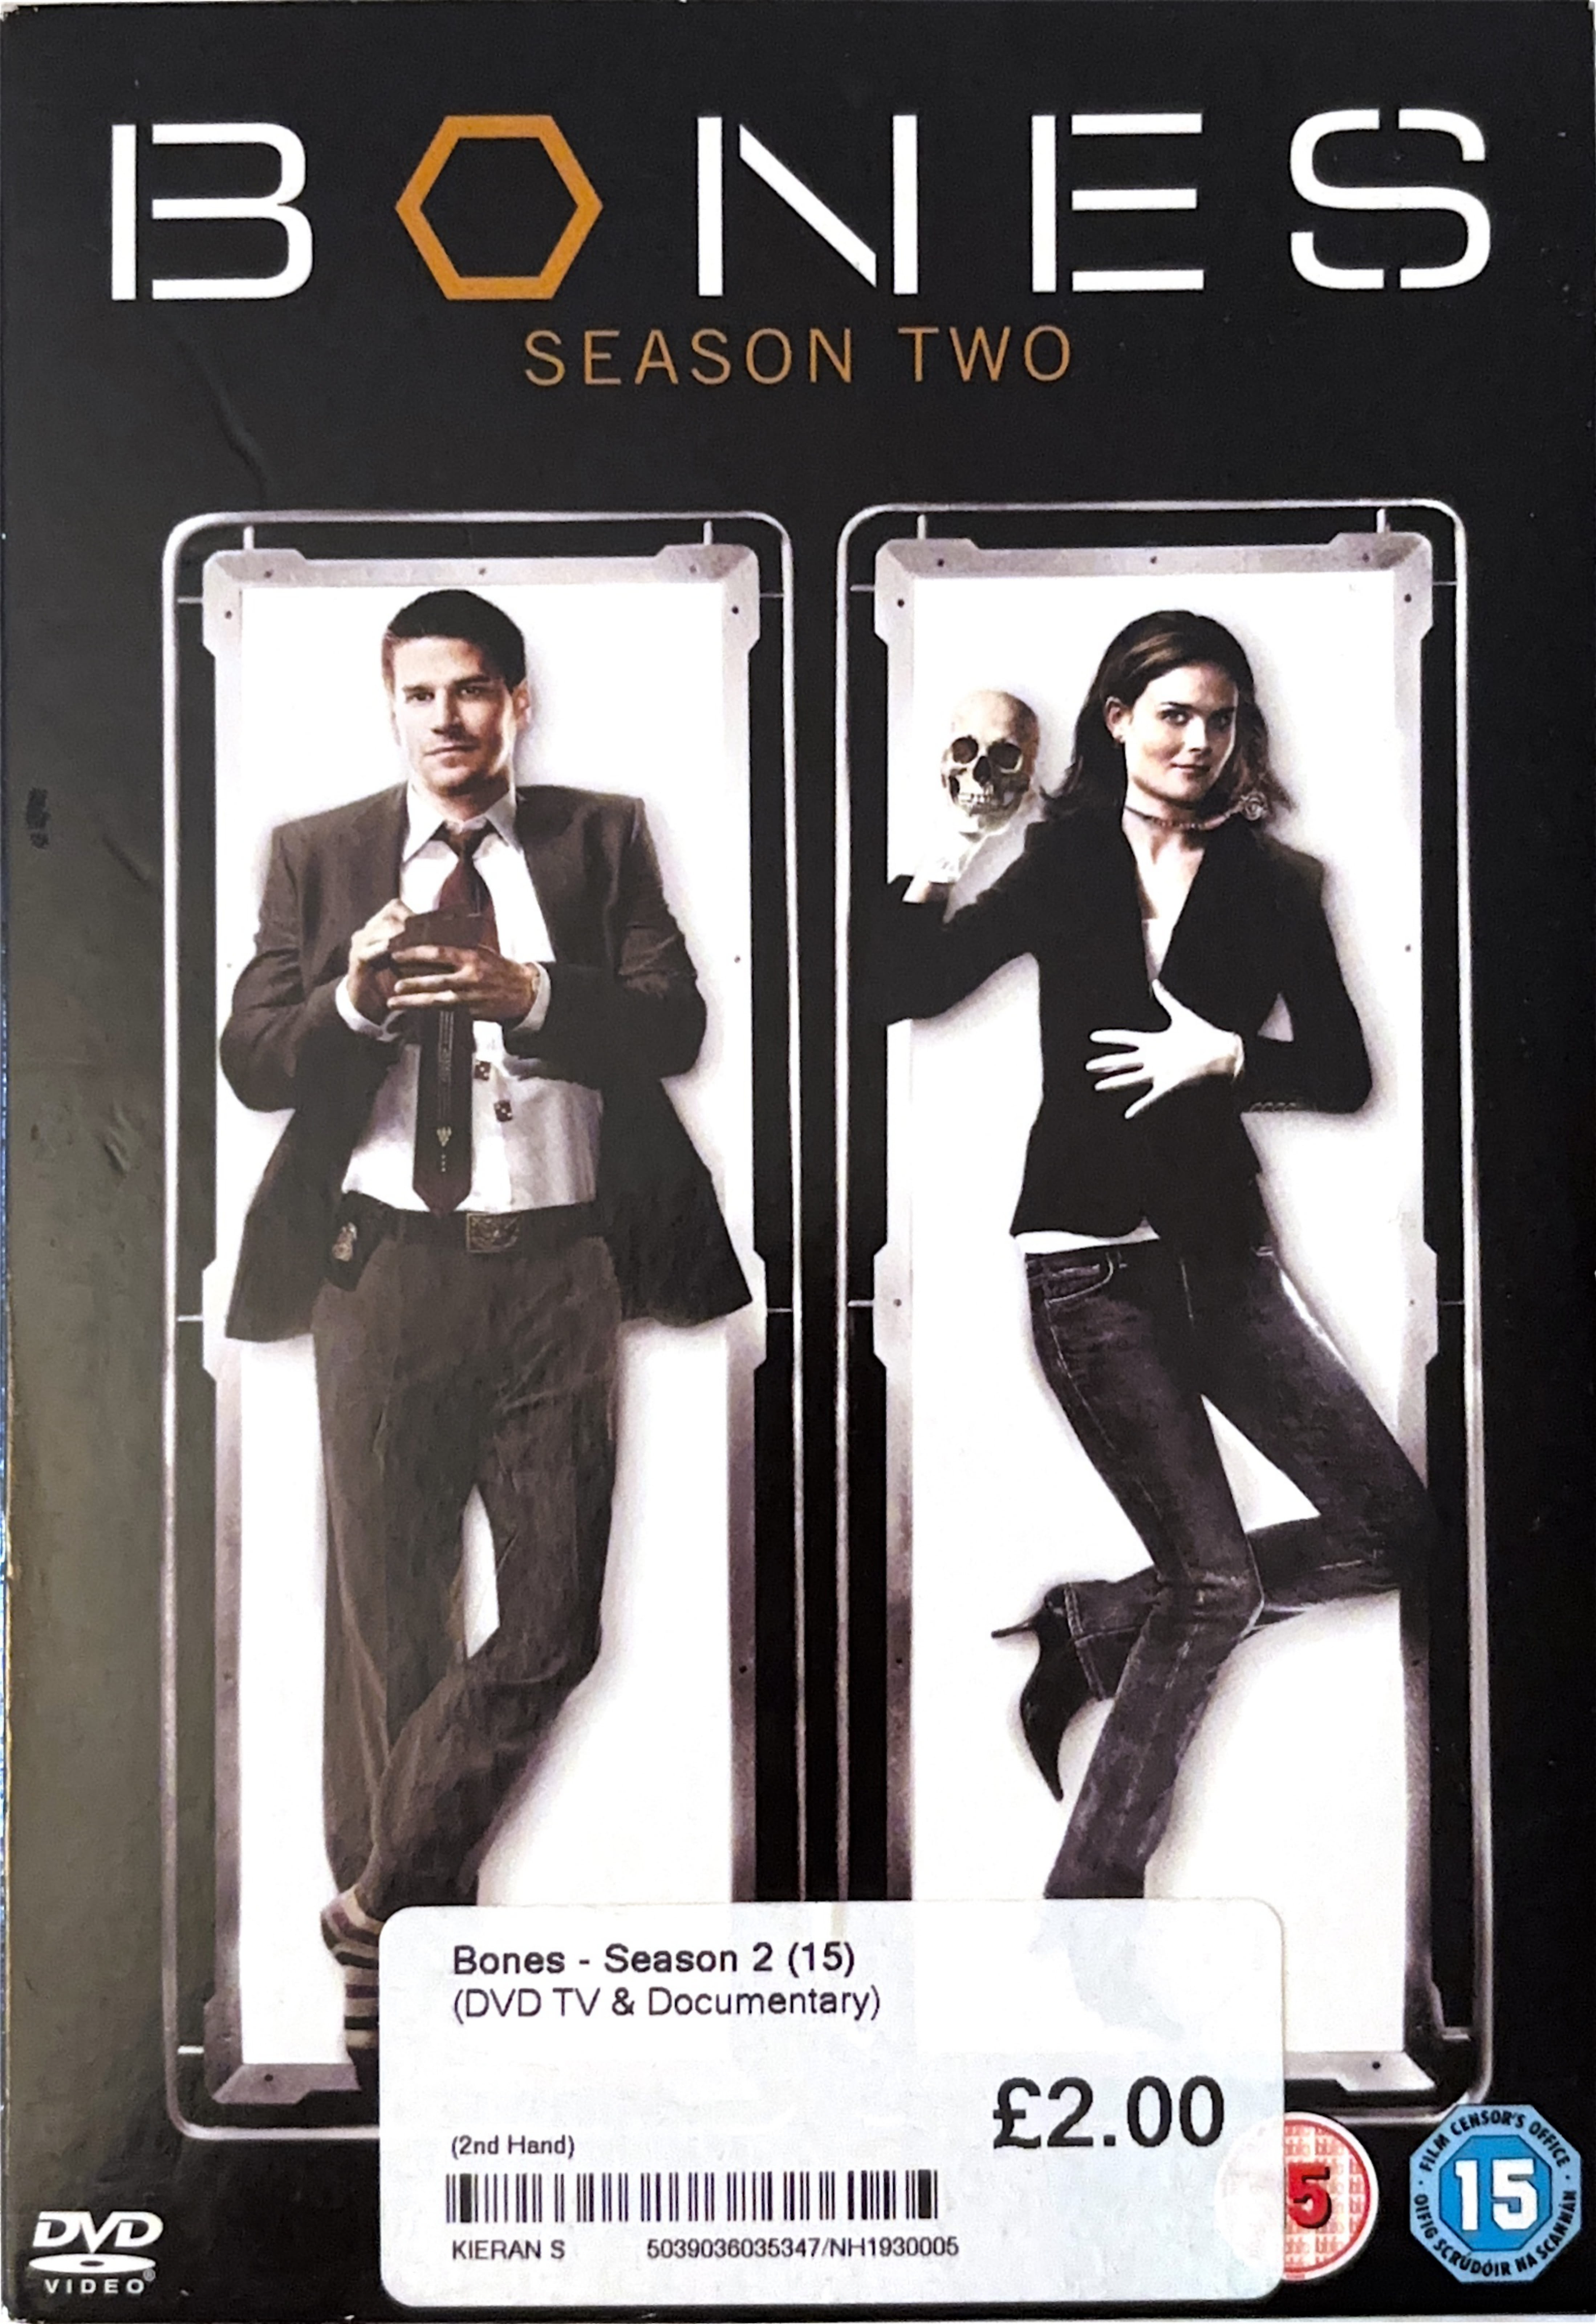 BONES
SEASON TWO
Bones - Season 2 (15)
(DVD TV & Documentary)
£2.00
(2nd Hand)
KIERAN S 5039036035347/NH1930005
DVD
VIDEO
5
FILM CENSOR'S OFFICE
15
OIFIG SCRÚDÓIR NA SCANNÁN